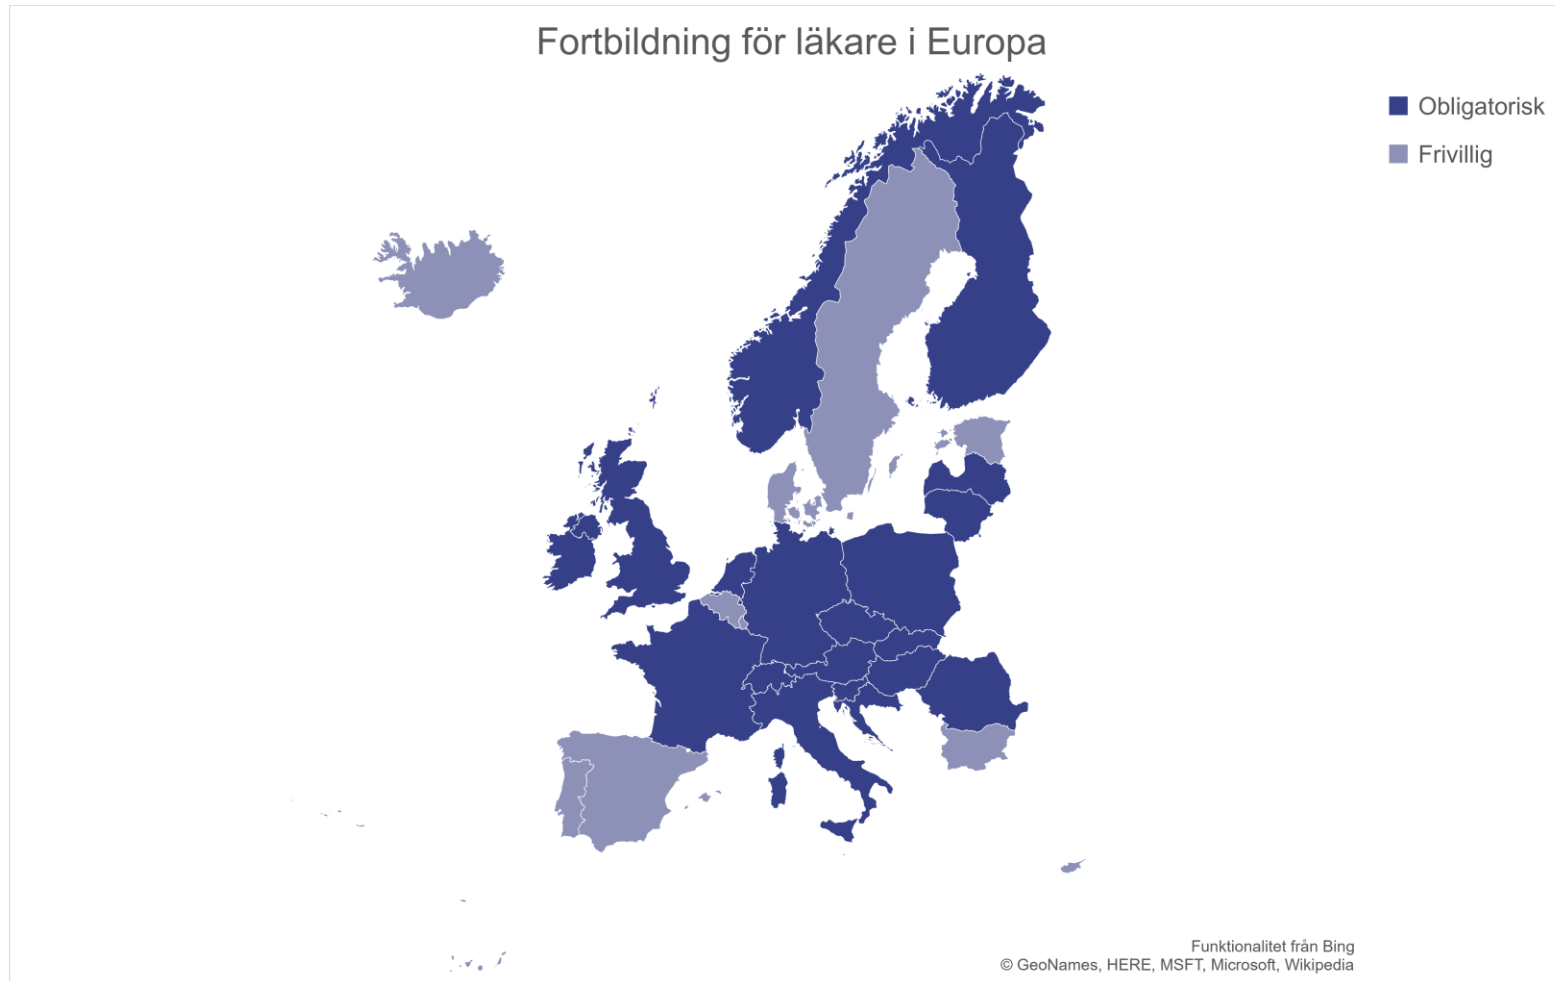 Fortbildning för läkare i Europa
Obligatorisk
Frivillig
Funktionalitet från Bing
© GeoNames, HERE, MSFT, Microsoft, Wikipedia